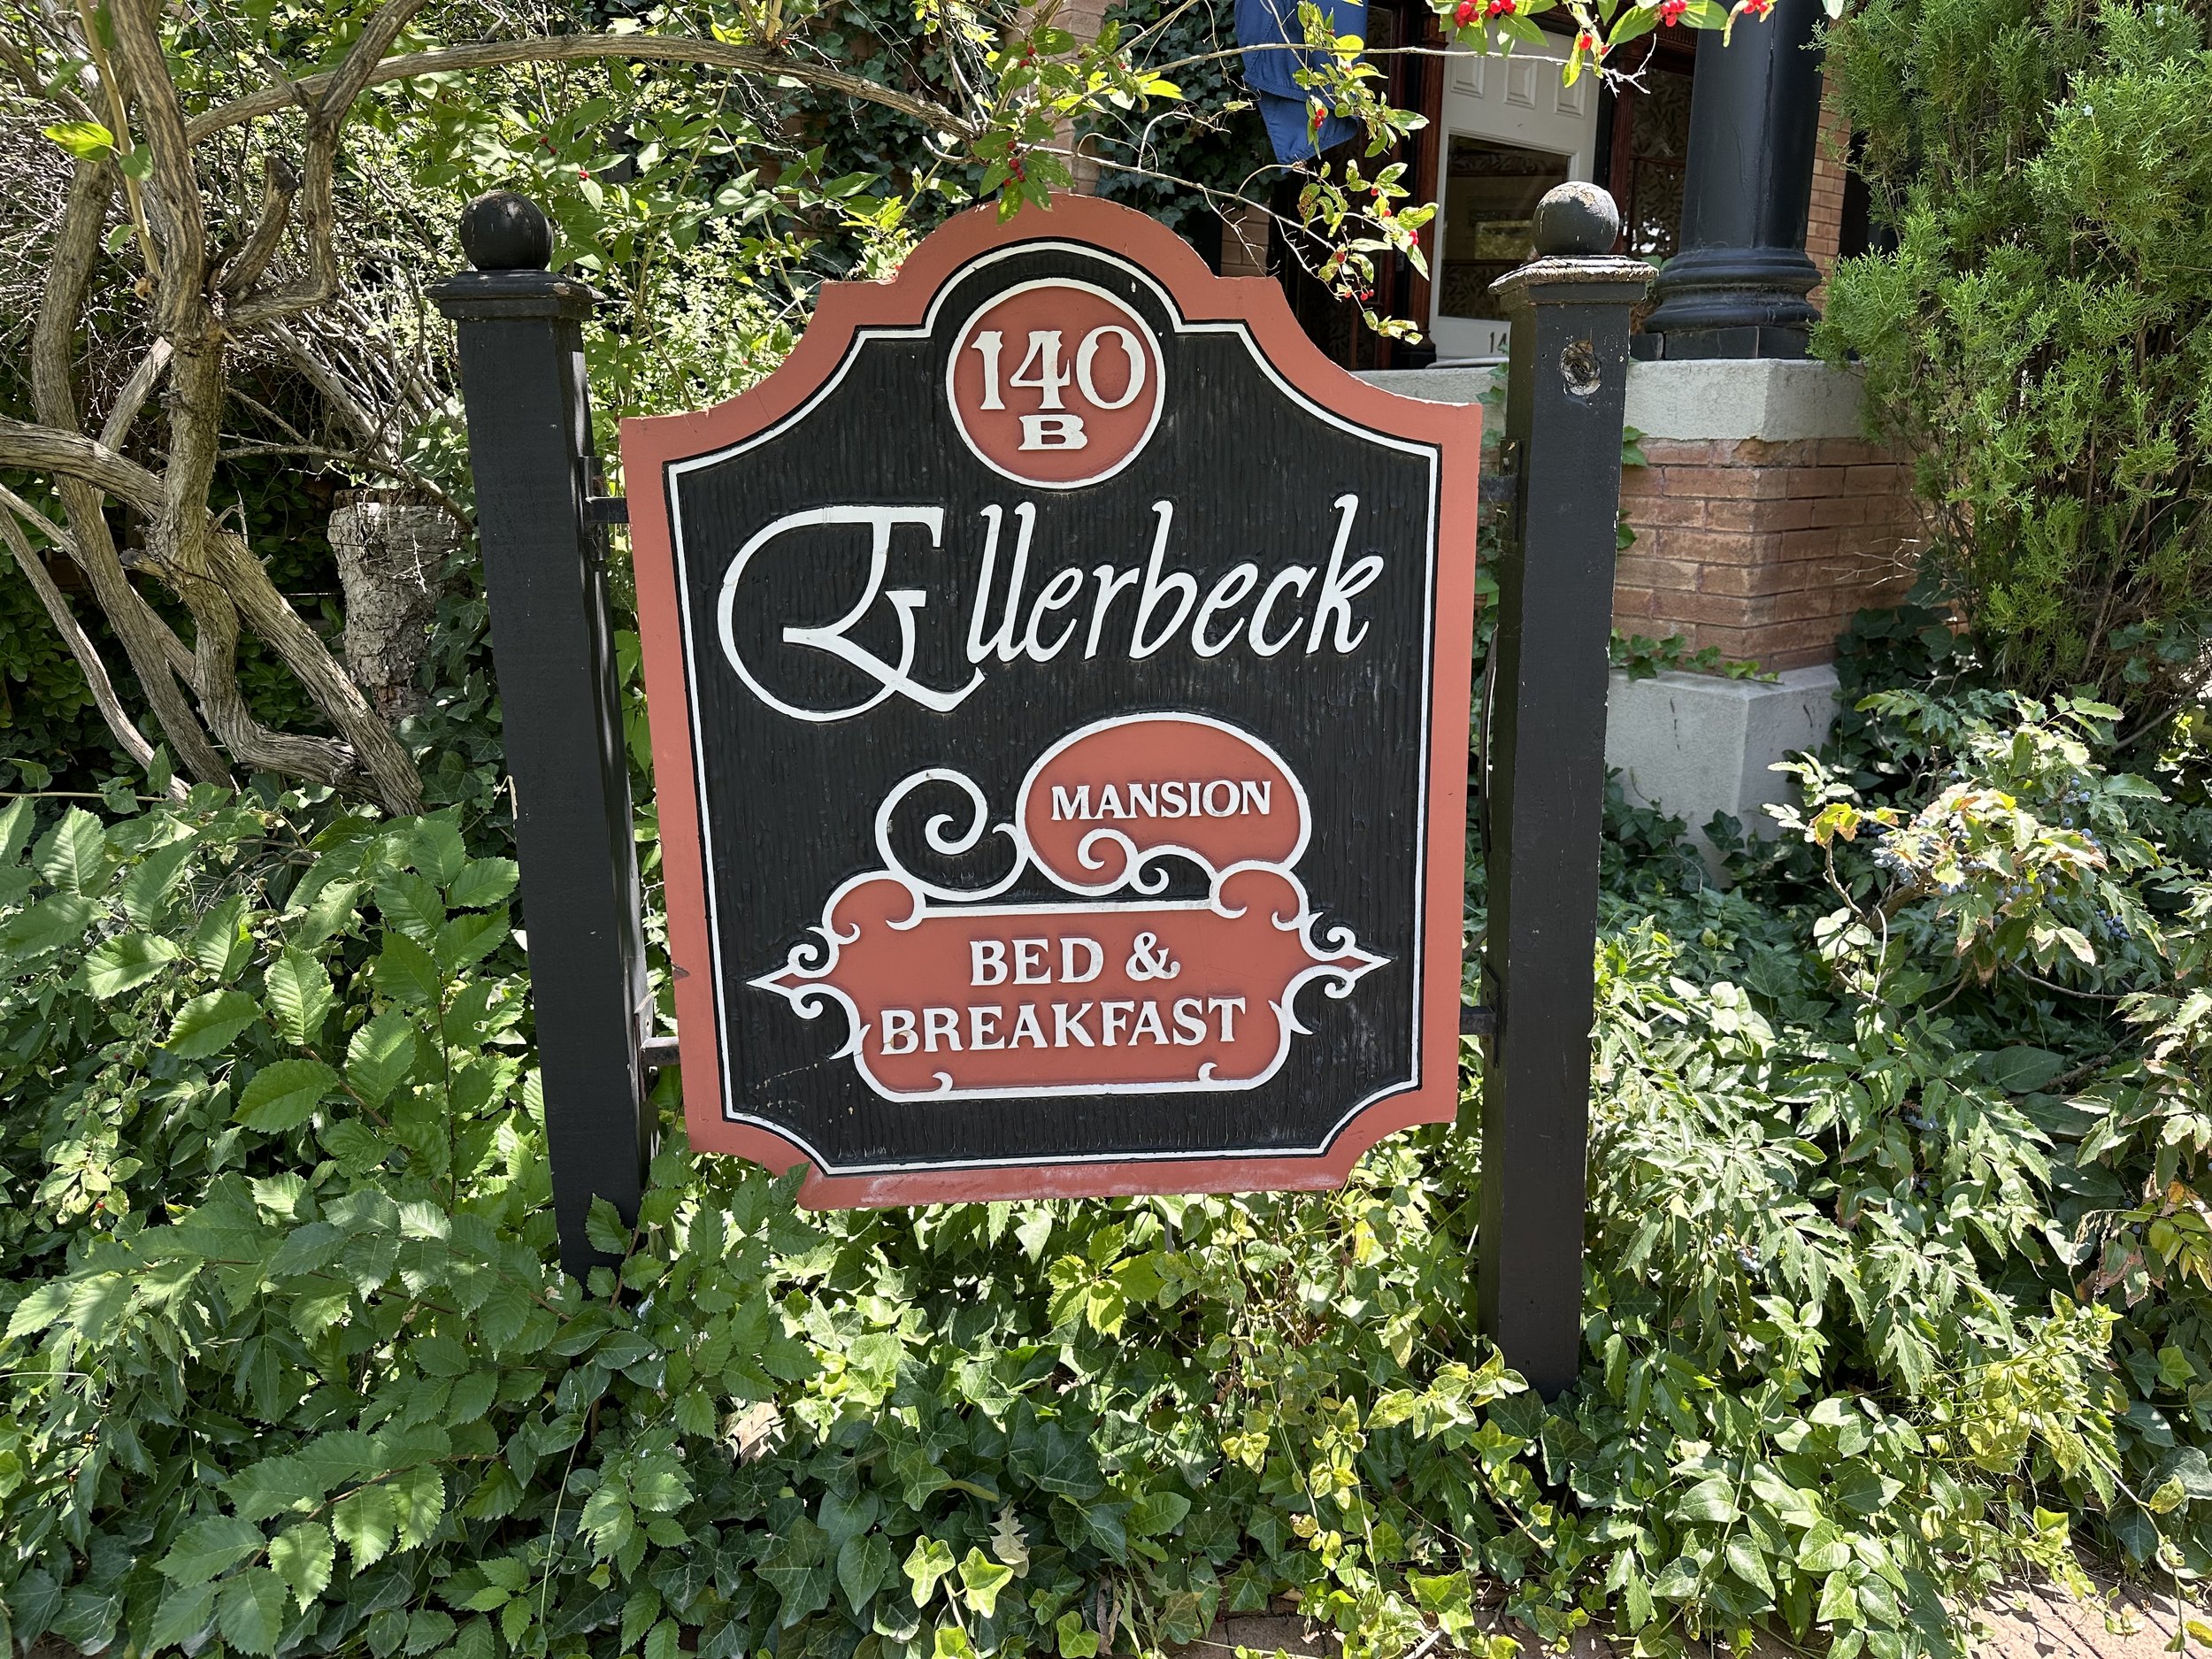 140
B
Ellerbeck
MANSION
BED &
BREAKFAST